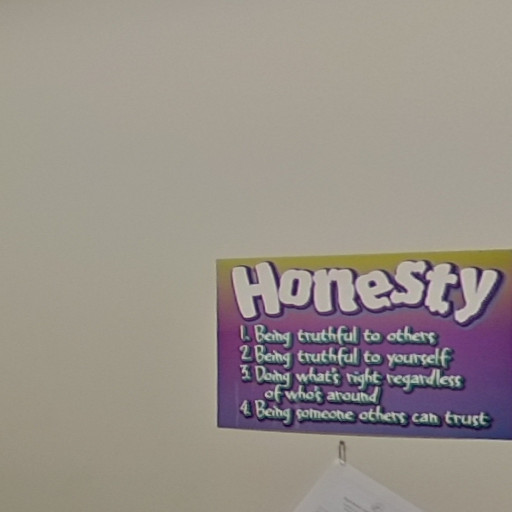 Honesty
1. Being truthful to others
2. Being truthful to yourself
3. Doing what's right regardless
of who's around
4. Being someone others can trust